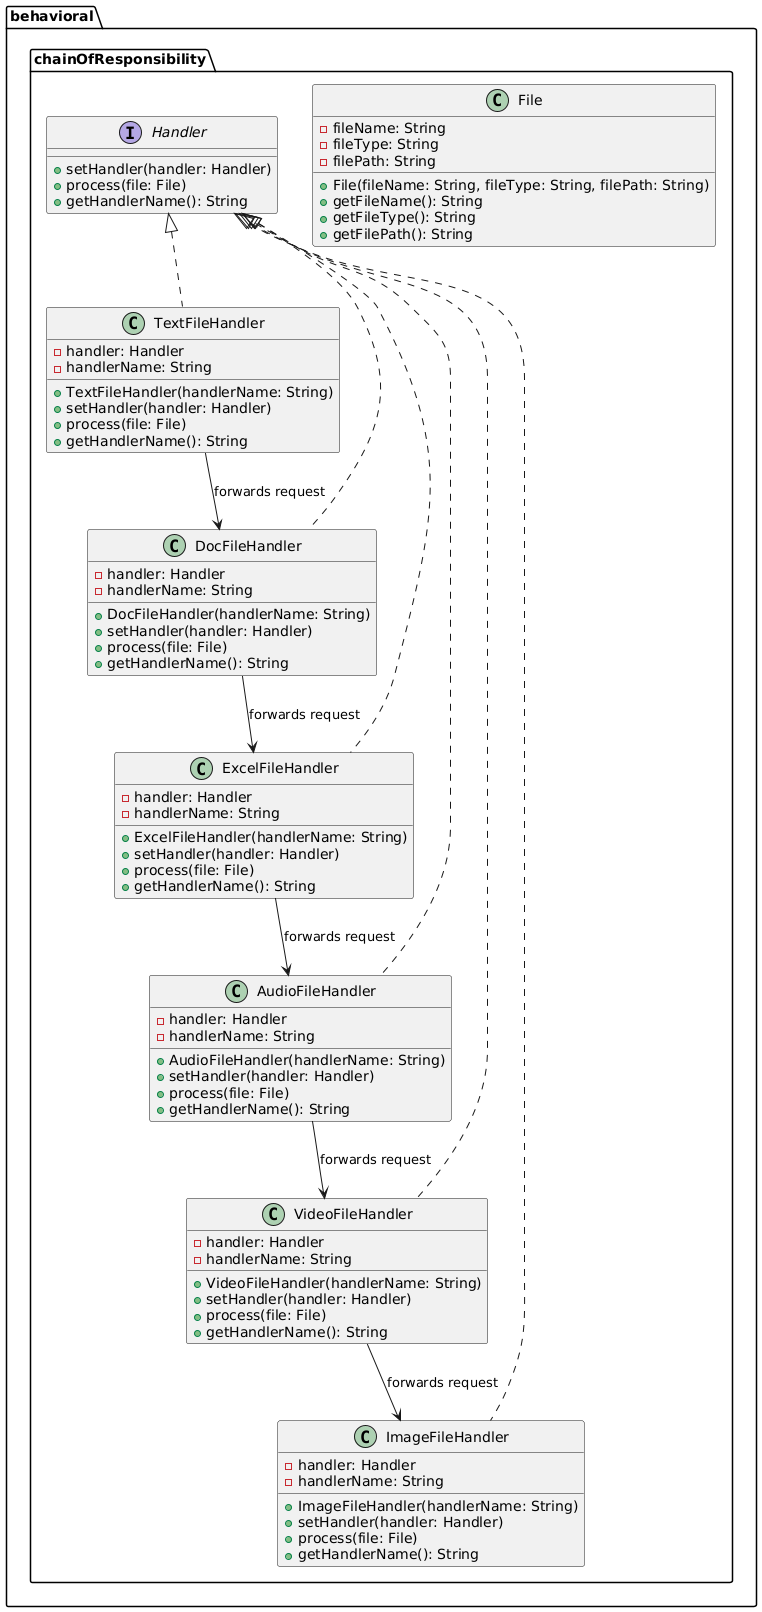 behavioral
chainOfResponsibility
I Handler
setHandler(handler: Handler)
process(file: File)
getHandlerName(): String
C File
fileName: String
fileType: String
filePath: String
File(fileName: String, fileType: String, filePath: String)
getFileName(): String
getFileType(): String
getFilePath(): String
C TextFileHandler
handler: Handler
handlerName: String
TextFileHandler(handlerName: String)
setHandler(handler: Handler)
process(file: File)
getHandlerName(): String
forwards request
C DocFileHandler
handler: Handler
handlerName: String
DocFileHandler(handlerName: String)
setHandler(handler: Handler)
process(file: File)
getHandlerName(): String
forwards request
C ExcelFileHandler
handler: Handler
handlerName: String
ExcelFileHandler(handlerName: String)
setHandler(handler: Handler)
process(file: File)
getHandlerName(): String
forwards request
C AudioFileHandler
handler: Handler
handlerName: String
AudioFileHandler(handlerName: String)
setHandler(handler: Handler)
process(file: File)
getHandlerName(): String
forwards request
C VideoFileHandler
handler: Handler
handlerName: String
VideoFileHandler(handlerName: String)
setHandler(handler: Handler)
process(file: File)
getHandlerName(): String
forwards request
C ImageFileHandler
handler: Handler
handlerName: String
ImageFileHandler(handlerName: String)
setHandler(handler: Handler)
process(file: File)
getHandlerName(): String